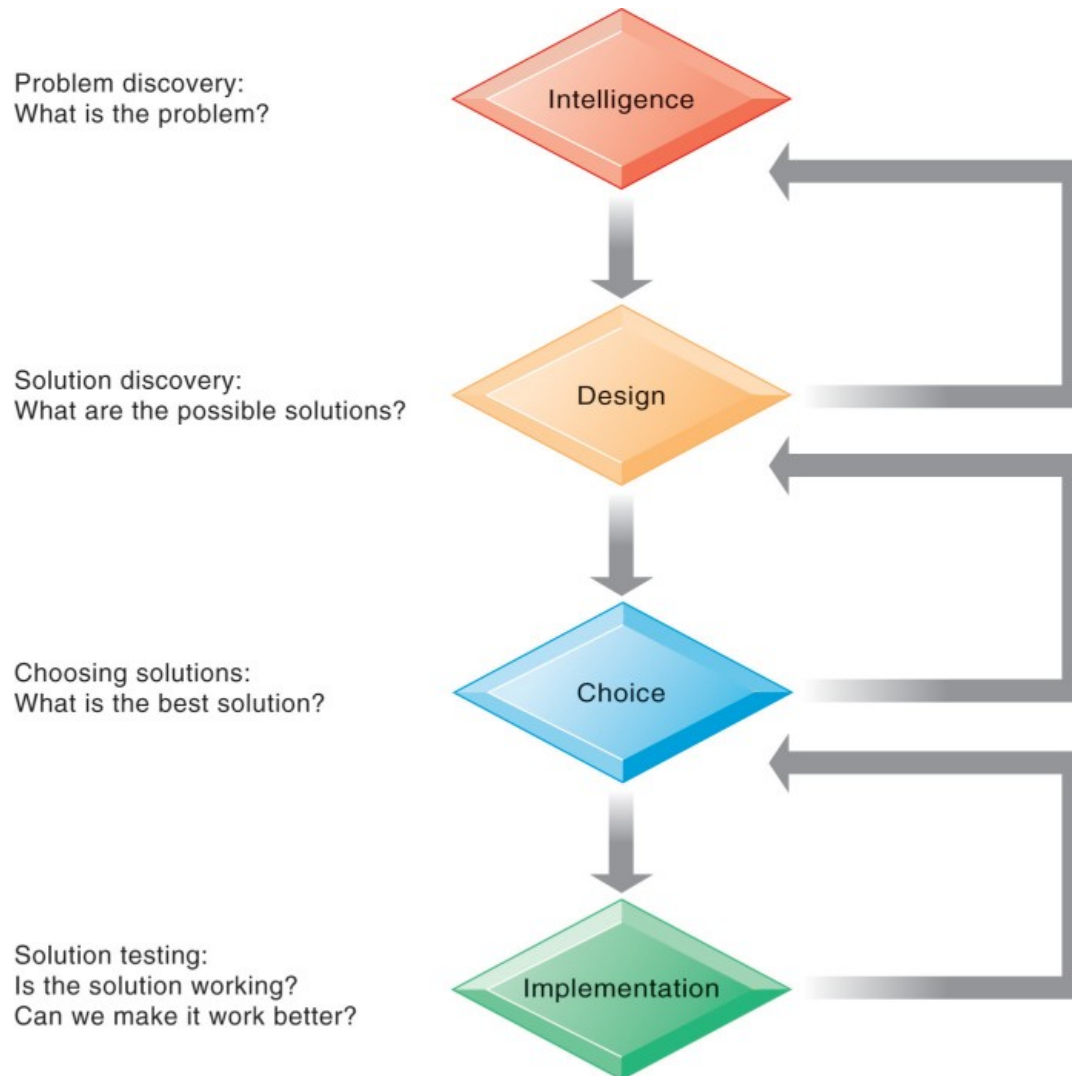 Problem discovery:
What is the problem?
Intelligence
Solution discovery:
What are the possible solutions?
Design
Choosing solutions:
What is the best solution?
Choice
Solution testing:
Is the solution working?
Can we make it work better?
Implementation